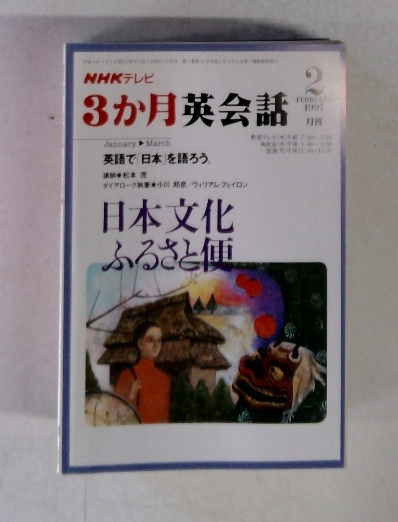 NHKテレビ
3か月英会話
2
FEBRUARY
1997
月刊
January▶March
英語で「日本」を語ろう。
講師●松本 茂
ダイアローグ執筆●小川 邦彦/ウィリアム・フェイロン
日本文化
ふるさと便